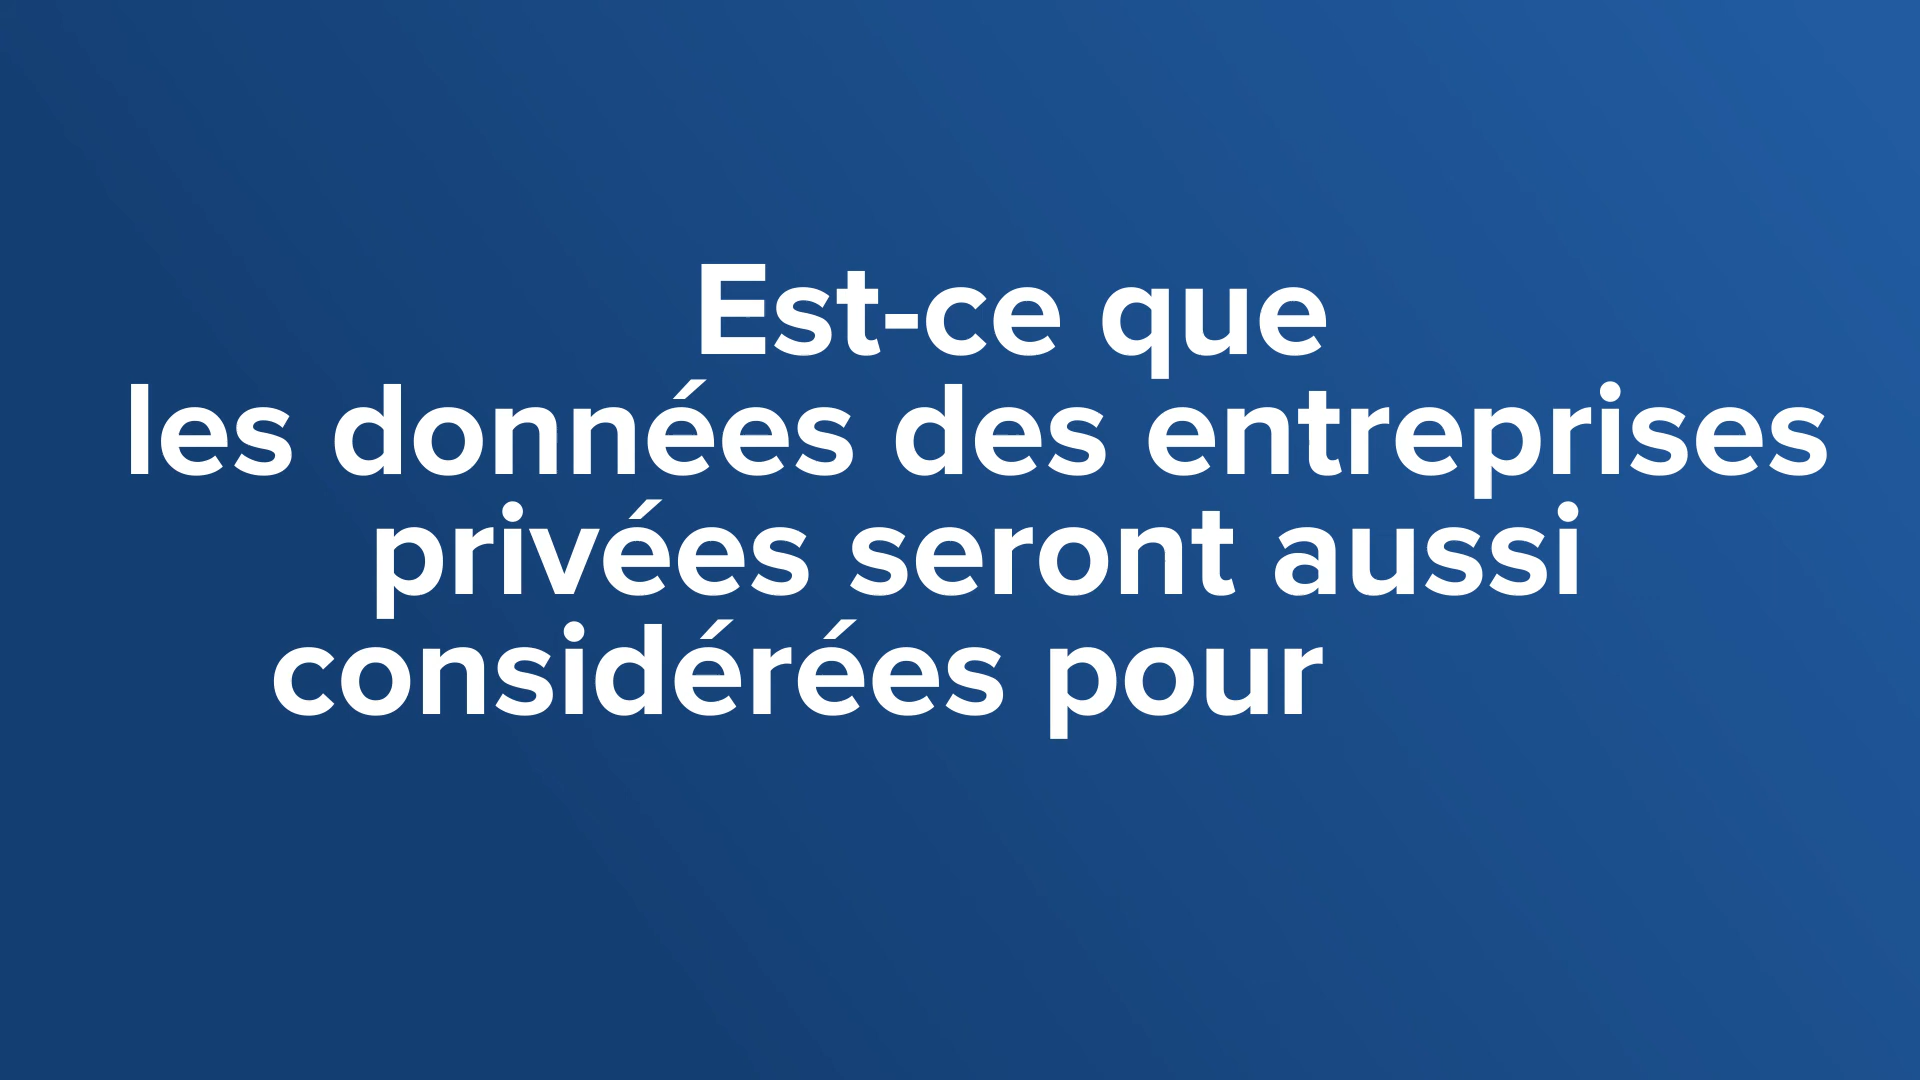 Est-ce que
les données des entreprises
privées seront aussi
considérées pour